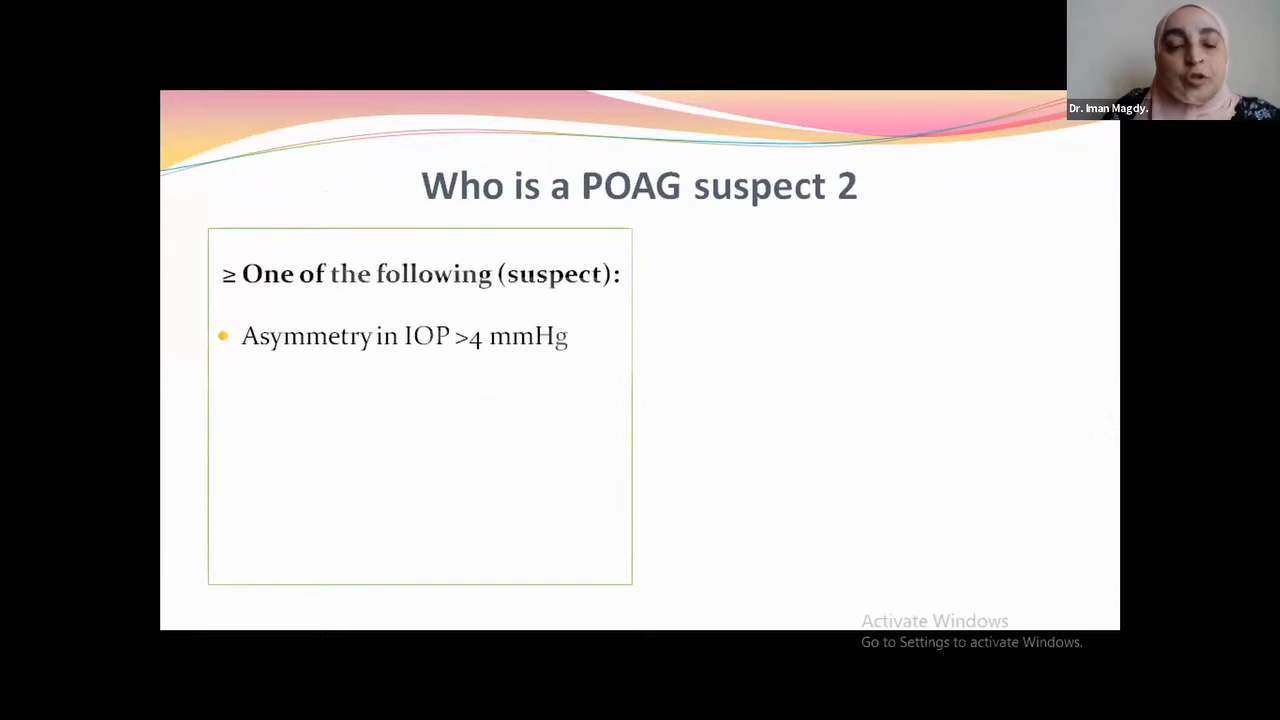 Dr. Iman Magdy.
Who is a POAG suspect 2
≥ One of the following (suspect):
Asymmetry in IOP >4 mmHg
Activate Windows
Go to Settings to activate Windows.